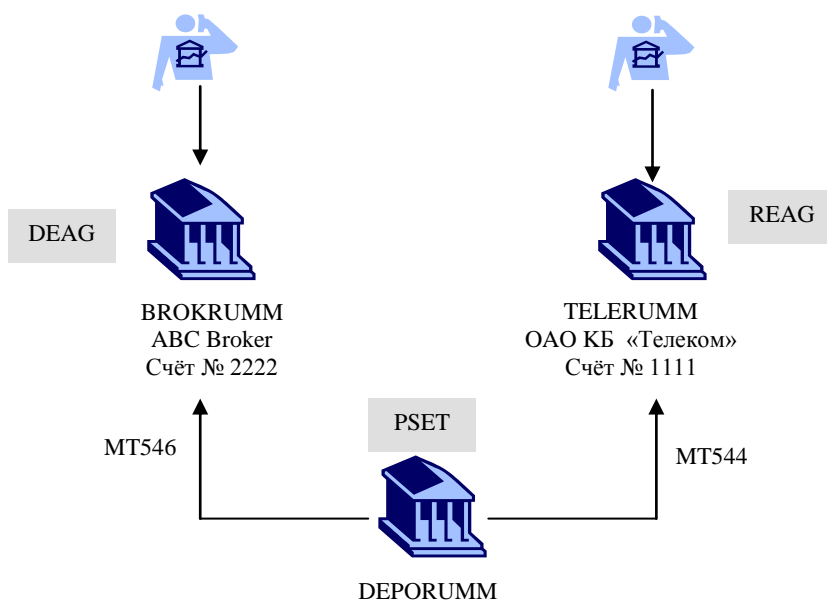 DEAG
REAG
BROKRUMM
ABC Broker
Счёт № 2222
TELERUMM
ОАО КБ «Телеком»
Счёт № 1111
PSET
MT546
MT544
DEPORUMM